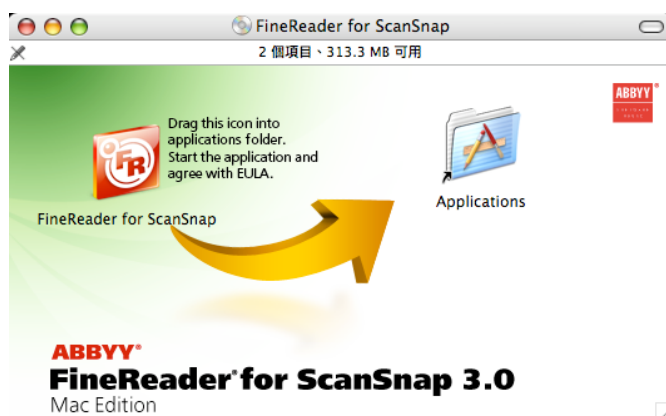 FineReader for ScanSnap
2 個項目、313.3 MB 可用
ABBYY
Drag this icon into
applications folder.
Start the application and
agree with EULA.
FR
FineReader for ScanSnap
Applications
ABBYY®
FineReader® for ScanSnap 3.0
Mac Edition